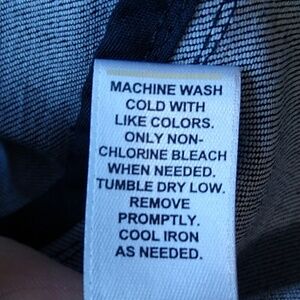 MACHINE WASH
COLD WITH
LIKE COLORS.
ONLY NON-
CHLORINE BLEACH
WHEN NEEDED.
TUMBLE DRY LOW.
REMOVE
PROMPTLY.
COOL IRON
AS NEEDED.